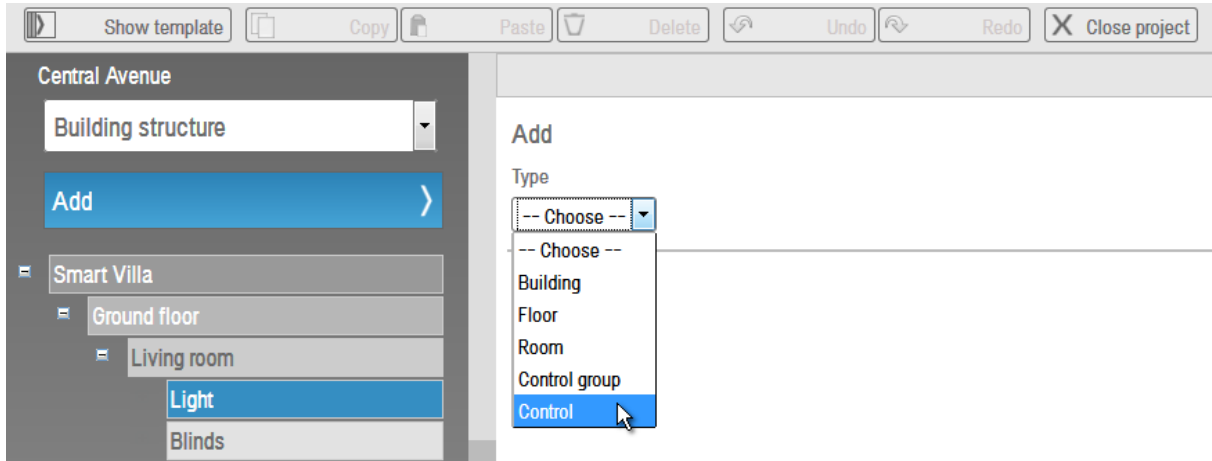 Show template Copy Paste Delete Undo Redo Close project
Central Avenue
Building structure
Add
Smart Villa
Ground floor
Living room
Light
Blinds
Add
Type
-- Choose --
-- Choose --
Building
Floor
Room
Control group
Control